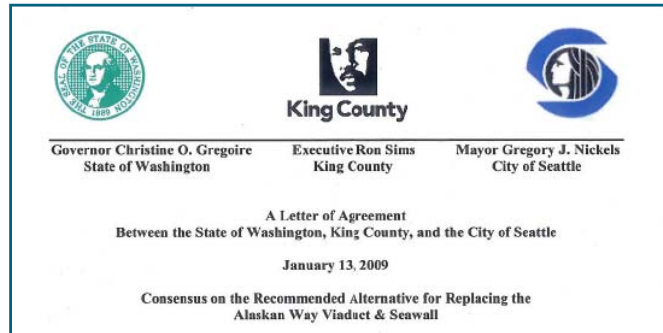 THE SEAL OF THE STATE OF WASHINGTON
1889
King County
Governor Christine O. Gregoire
State of Washington
Executive Ron Sims
King County
Mayor Gregory J. Nickels
City of Seattle
A Letter of Agreement
Between the State of Washington, King County, and the City of Seattle
January 13, 2009
Consensus on the Recommended Alternative for Replacing the
Alaskan Way Viaduct & Seawall